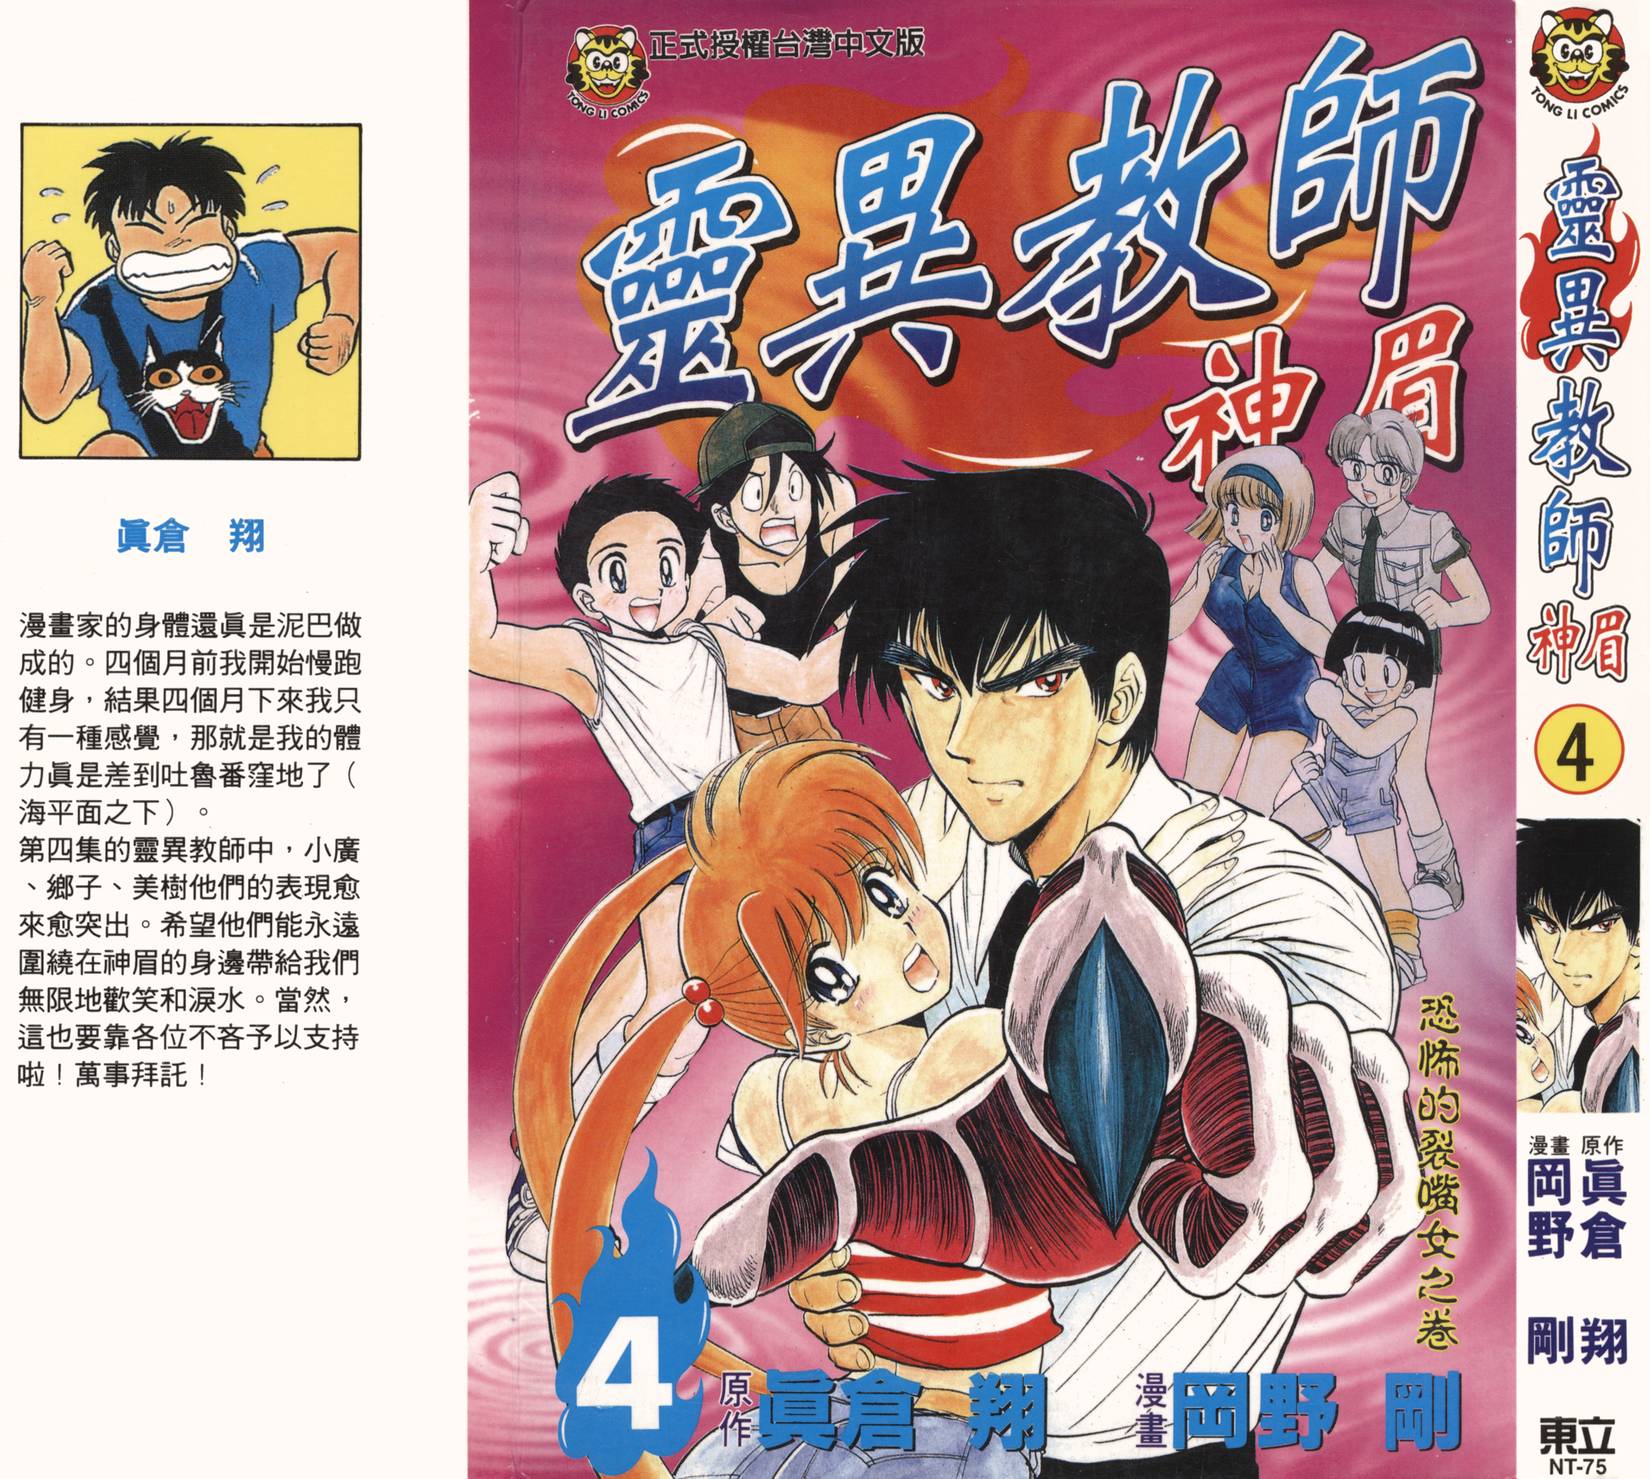 眞倉　翔
漫畫家的身體還眞是泥巴做
成的。四個月前我開始慢跑
健身，結果四個月下來我只
有一種感覺，那就是我的體
力眞是差到吐魯番窪地了（
海平面之下）。
第四集的靈異教師中，小廣
、鄉子、美樹他們的表現愈
來愈突出。希望他們能永遠
圍繞在神眉的身邊帶給我們
無限地歡笑和淚水。當然，
這也要靠各位不吝予以支持
啦！萬事拜託！
TONG LI COMICS
正式授權台灣中文版
靈異教師
神眉
恐怖的裂嘴女之卷
4
原作
眞倉　翔
漫畫
岡野　剛
TONG LI COMICS
靈異教師
神眉
4
原作
眞倉　翔
漫畫
岡野　剛
東立
NT-75